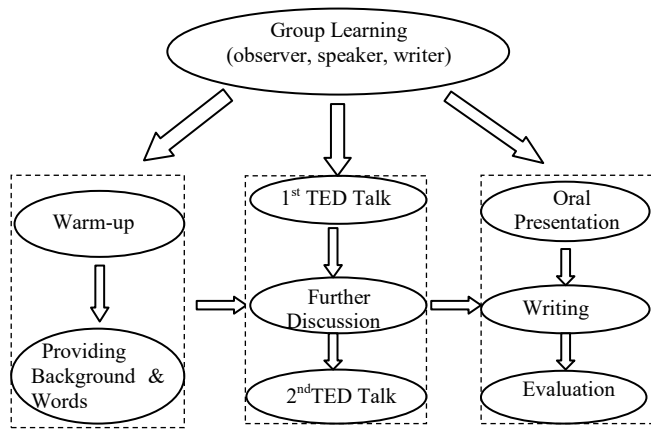 Group Learning
(observer, speaker, writer)
Warm-up
Providing
Background &
Words
1st TED Talk
Further
Discussion
2ndTED Talk
Oral
Presentation
Writing
Evaluation